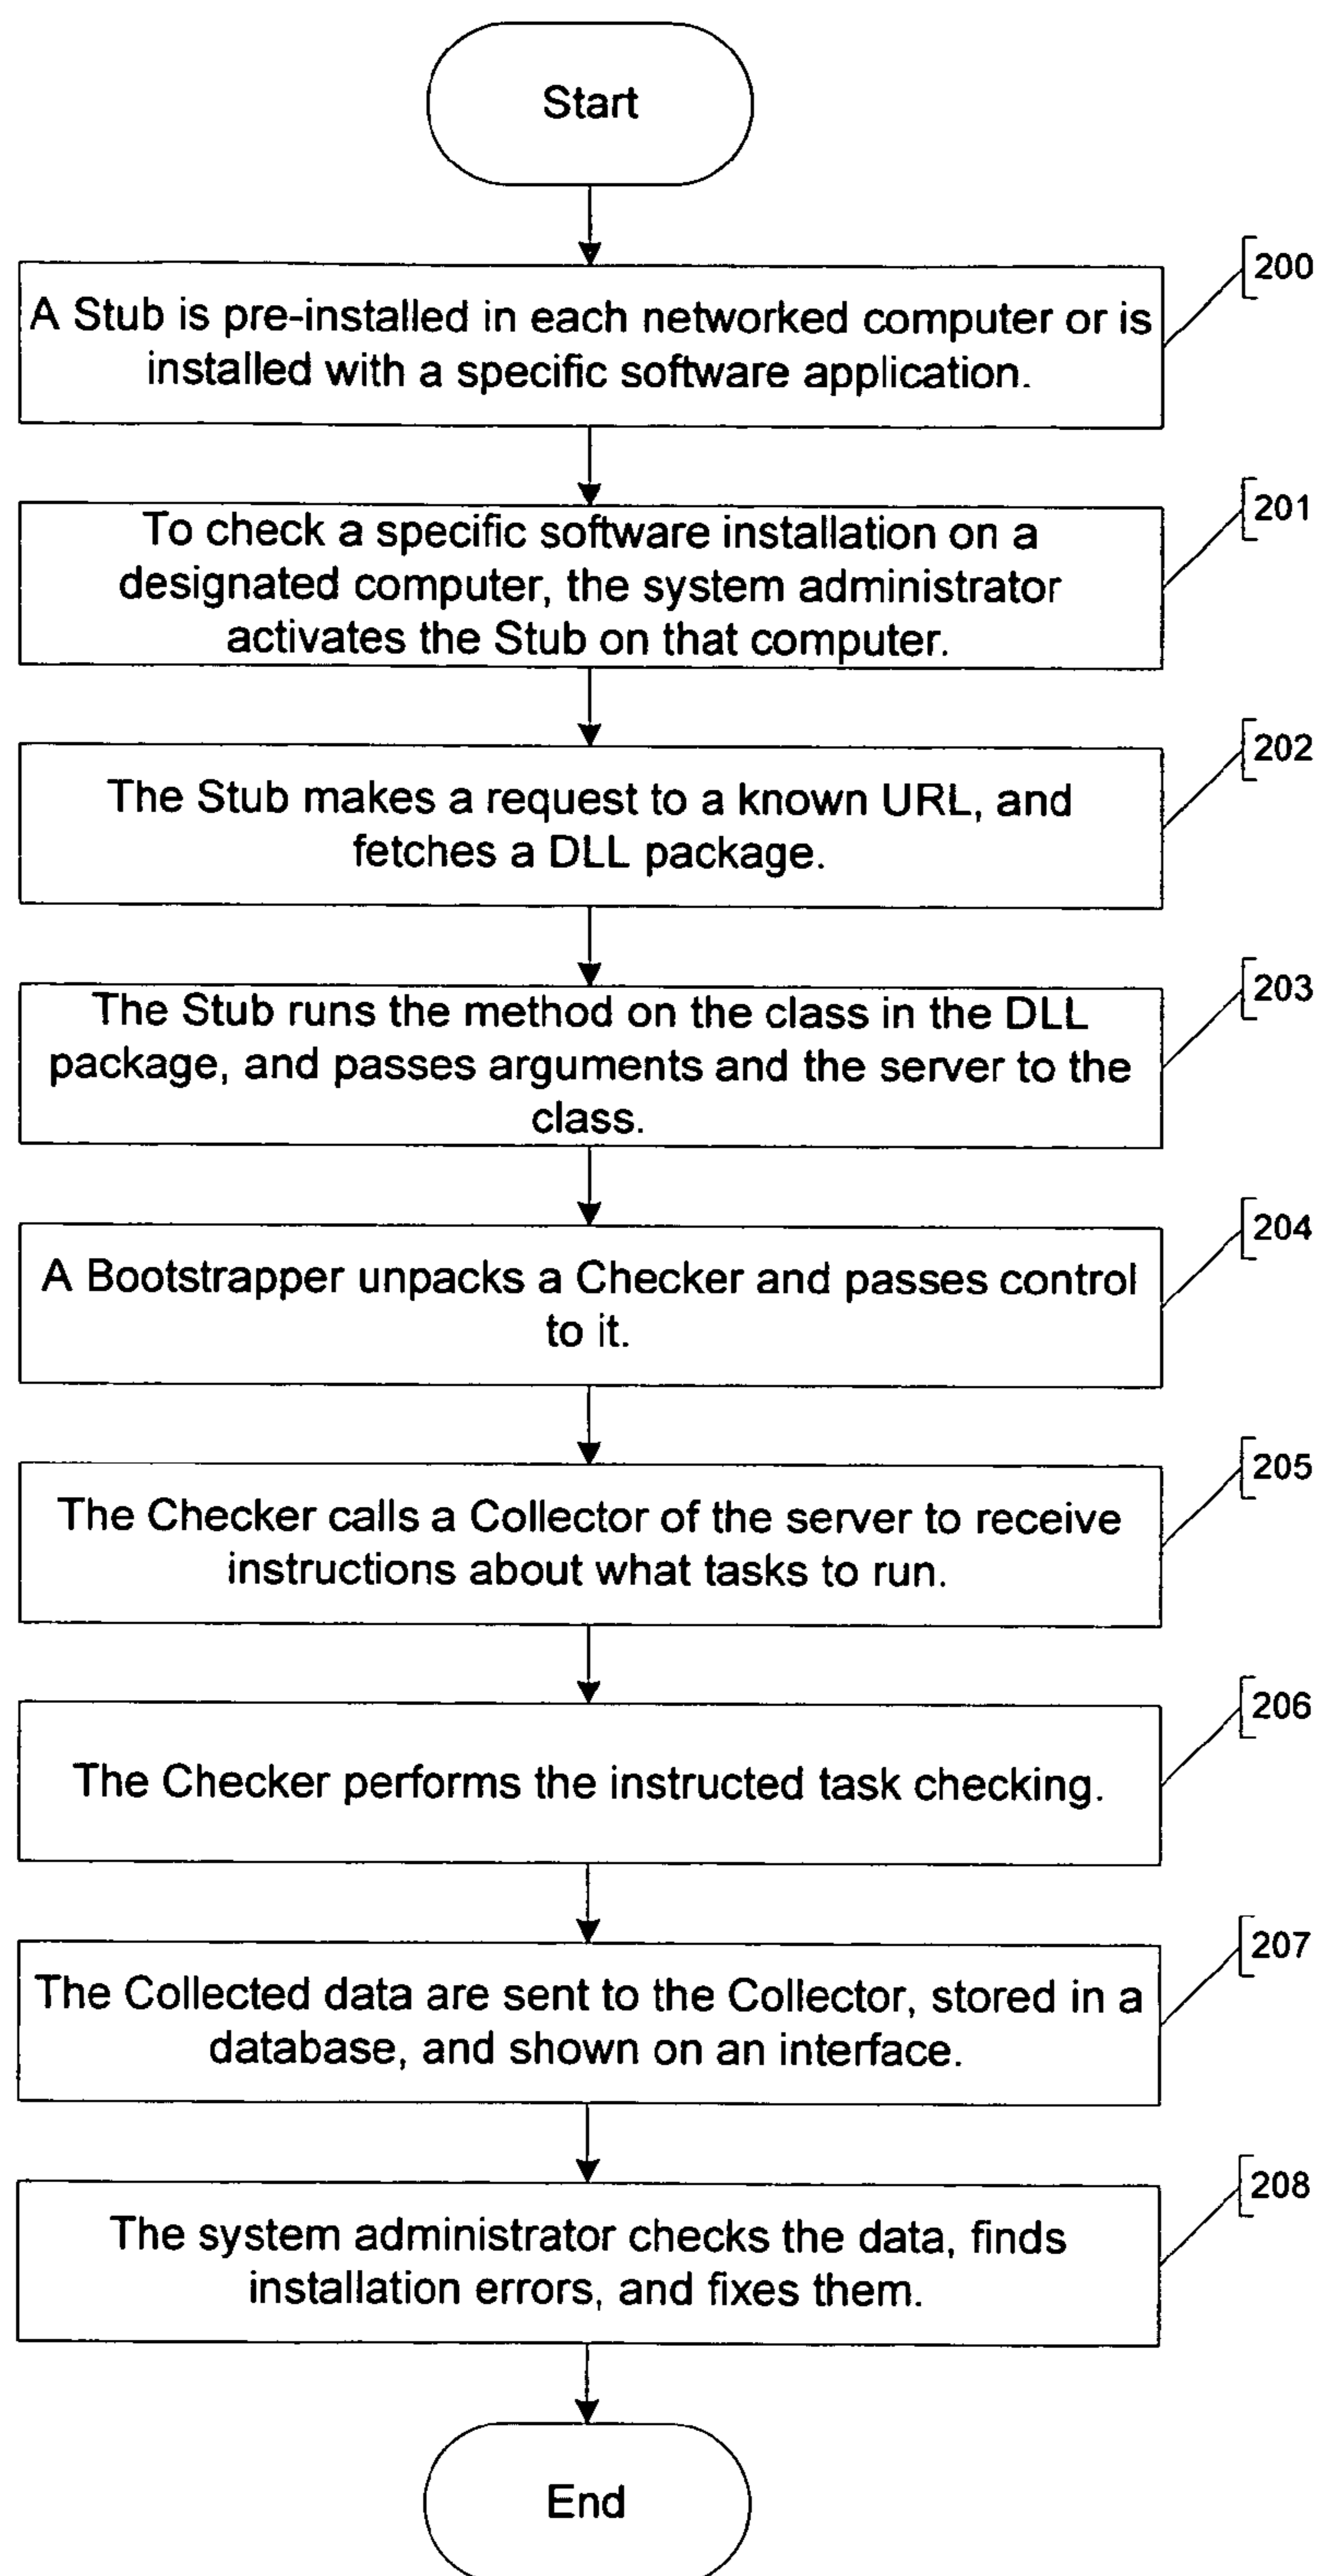 Start
200
A Stub is pre-installed in each networked computer or is
installed with a specific software application.
201
To check a specific software installation on a
designated computer, the system administrator
activates the Stub on that computer.
202
The Stub makes a request to a known URL, and
fetches a DLL package.
203
The Stub runs the method on the class in the DLL
package, and passes arguments and the server to the
class.
204
A Bootstrapper unpacks a Checker and passes control
to it.
205
The Checker calls a Collector of the server to receive
instructions about what tasks to run.
206
The Checker performs the instructed task checking.
207
The Collected data are sent to the Collector, stored in a
database, and shown on an interface.
208
The system administrator checks the data, finds
installation errors, and fixes them.
End